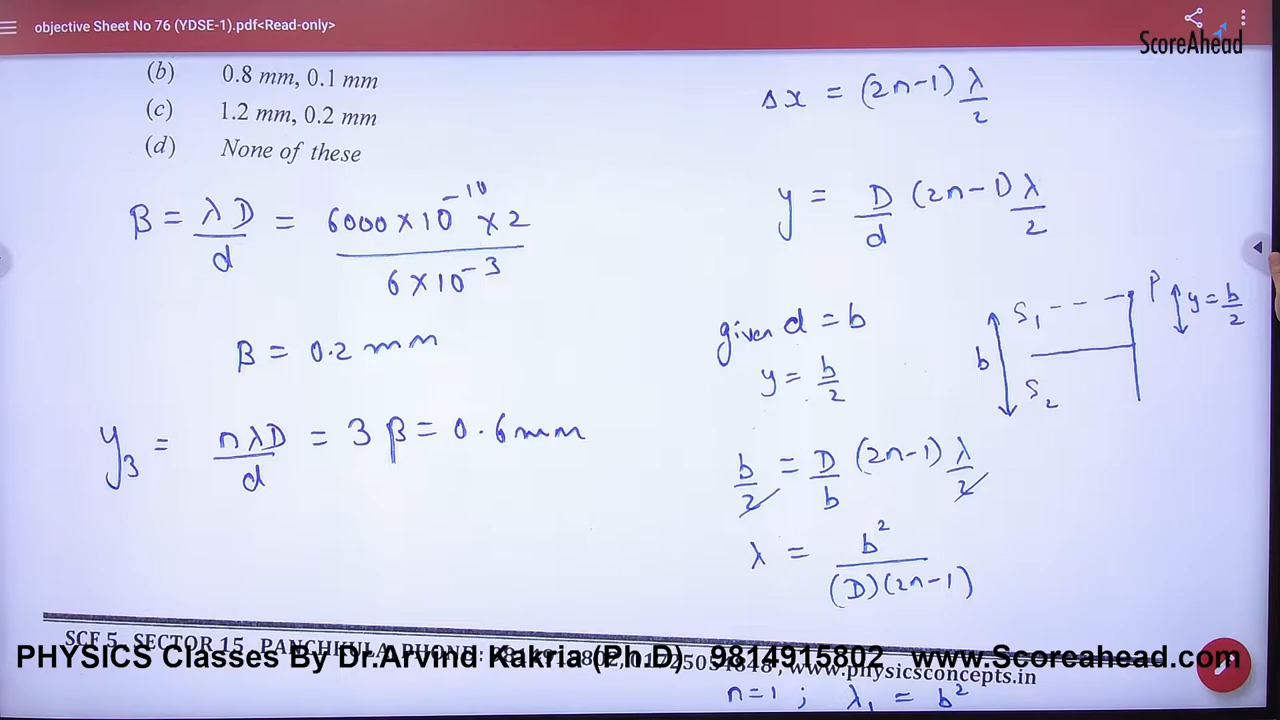 objective Sheet No 76 (YDSE-1).pdf<Read-only>
ScoreAhead
(b) 0.8 mm, 0.1 mm
(c) 1.2 mm, 0.2 mm
(d) None of these
β = λD/d = 6000 × 10⁻¹⁰ × 2 / 6 × 10⁻³
β = 0.2 mm
y₃ = nλD/d = 3β = 0.6 mm
Δx = (2n-1) λ/2
y = D/d (2n-1) λ/2
given d = b
y = b/2
S₁ P y = b/2
b
S₂
b/2 = D/b (2n-1) λ/2
λ = b²/(D)(2n-1)
n=1 ; λ₁ = b²
SCF 5, SECTOR 15, PANCHKULA, PHONE:
www.physicsconcepts.in
PHYSICS Classes By Dr.Arvind Kakria (Ph.D) 9814915802 www.Scoreahead.com